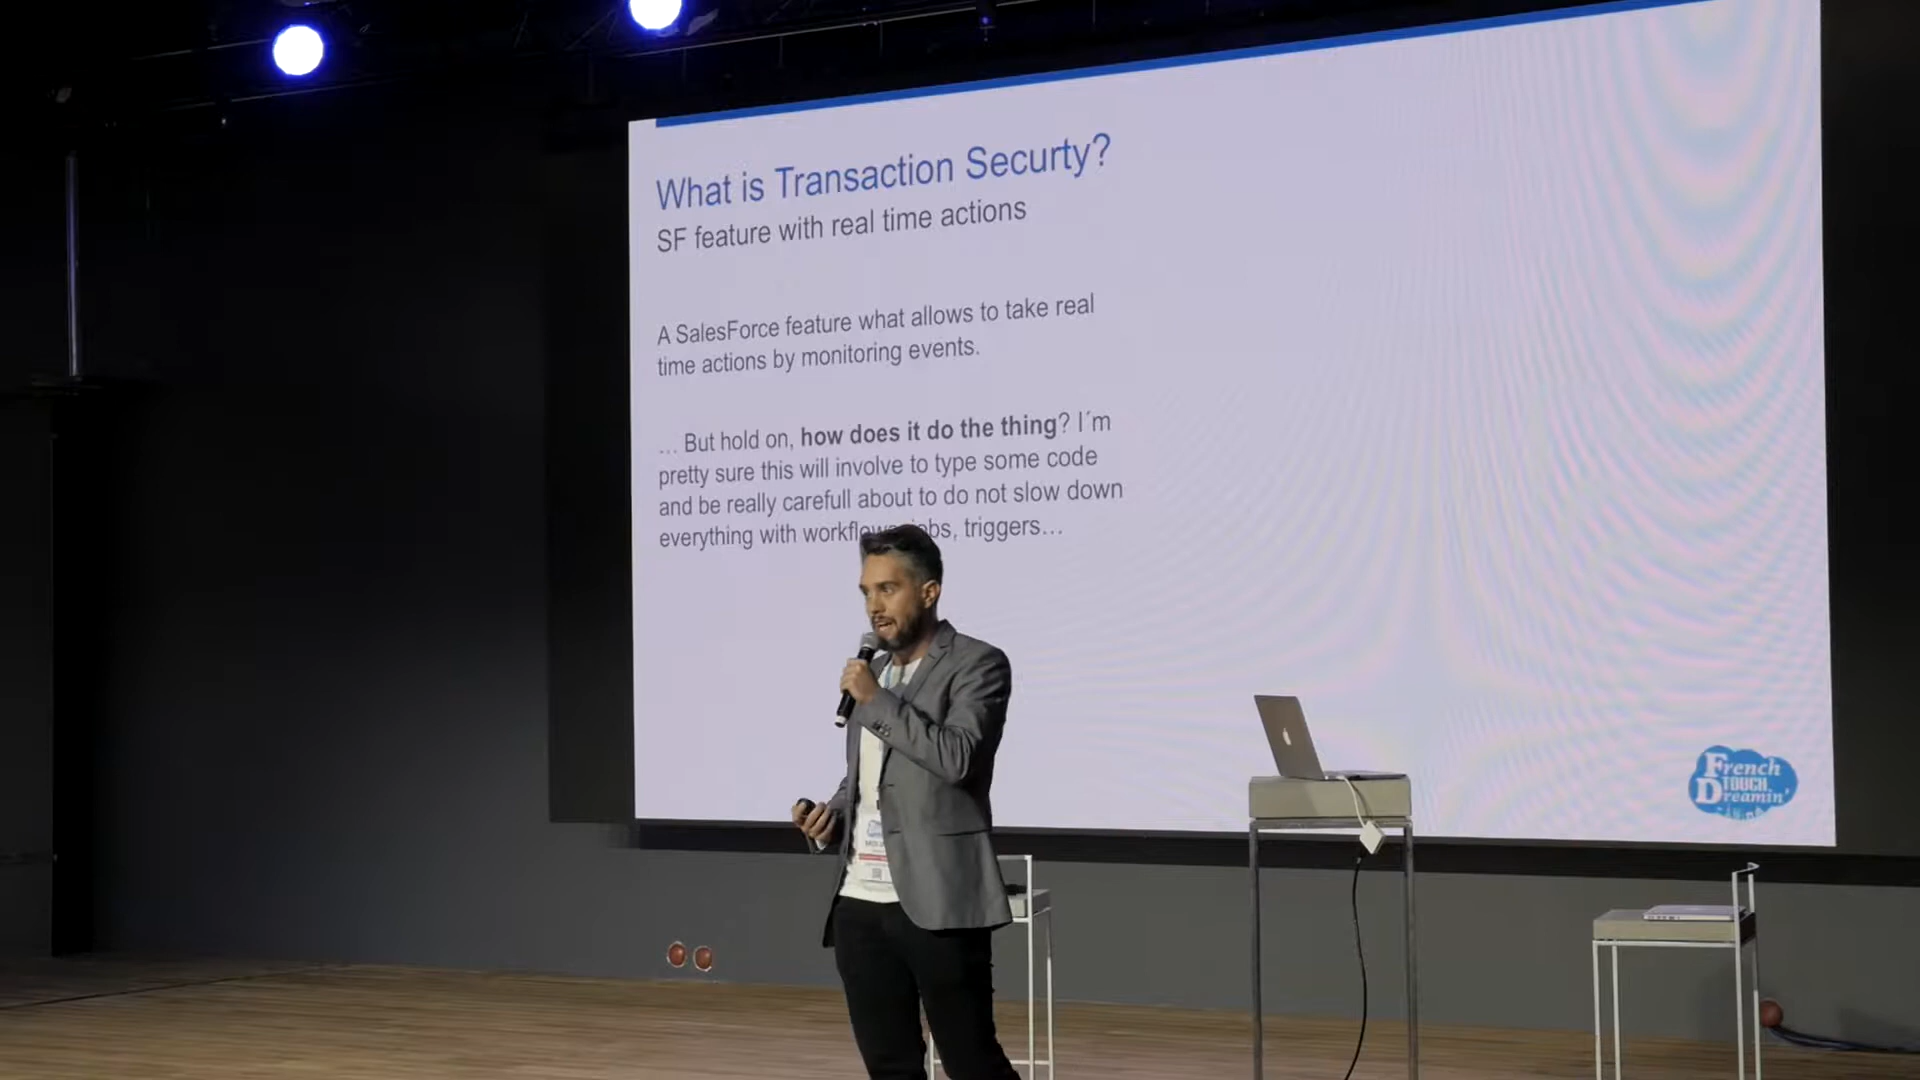 What is Transaction Securty?
SF feature with real time actions
A SalesForce feature what allows to take real
time actions by monitoring events.
... But hold on, how does it do the thing? I´m
pretty sure this will involve to type some code
and be really carefull about to do not slow down
everything with workflows, jobs, triggers...
French
TOUCH
Dreamin'